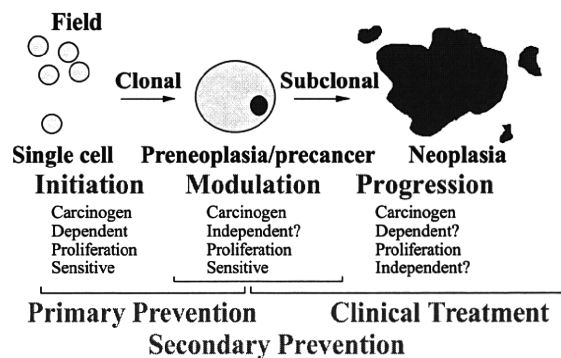 Field
Clonal
Subclonal
Single cell
Preneoplasia/precancer
Neoplasia
Initiation
Modulation
Progression
Carcinogen
Dependent
Proliferation
Sensitive
Carcinogen
Independent?
Proliferation
Sensitive
Carcinogen
Dependent?
Proliferation
Independent?
Primary Prevention
Clinical Treatment
Secondary Prevention